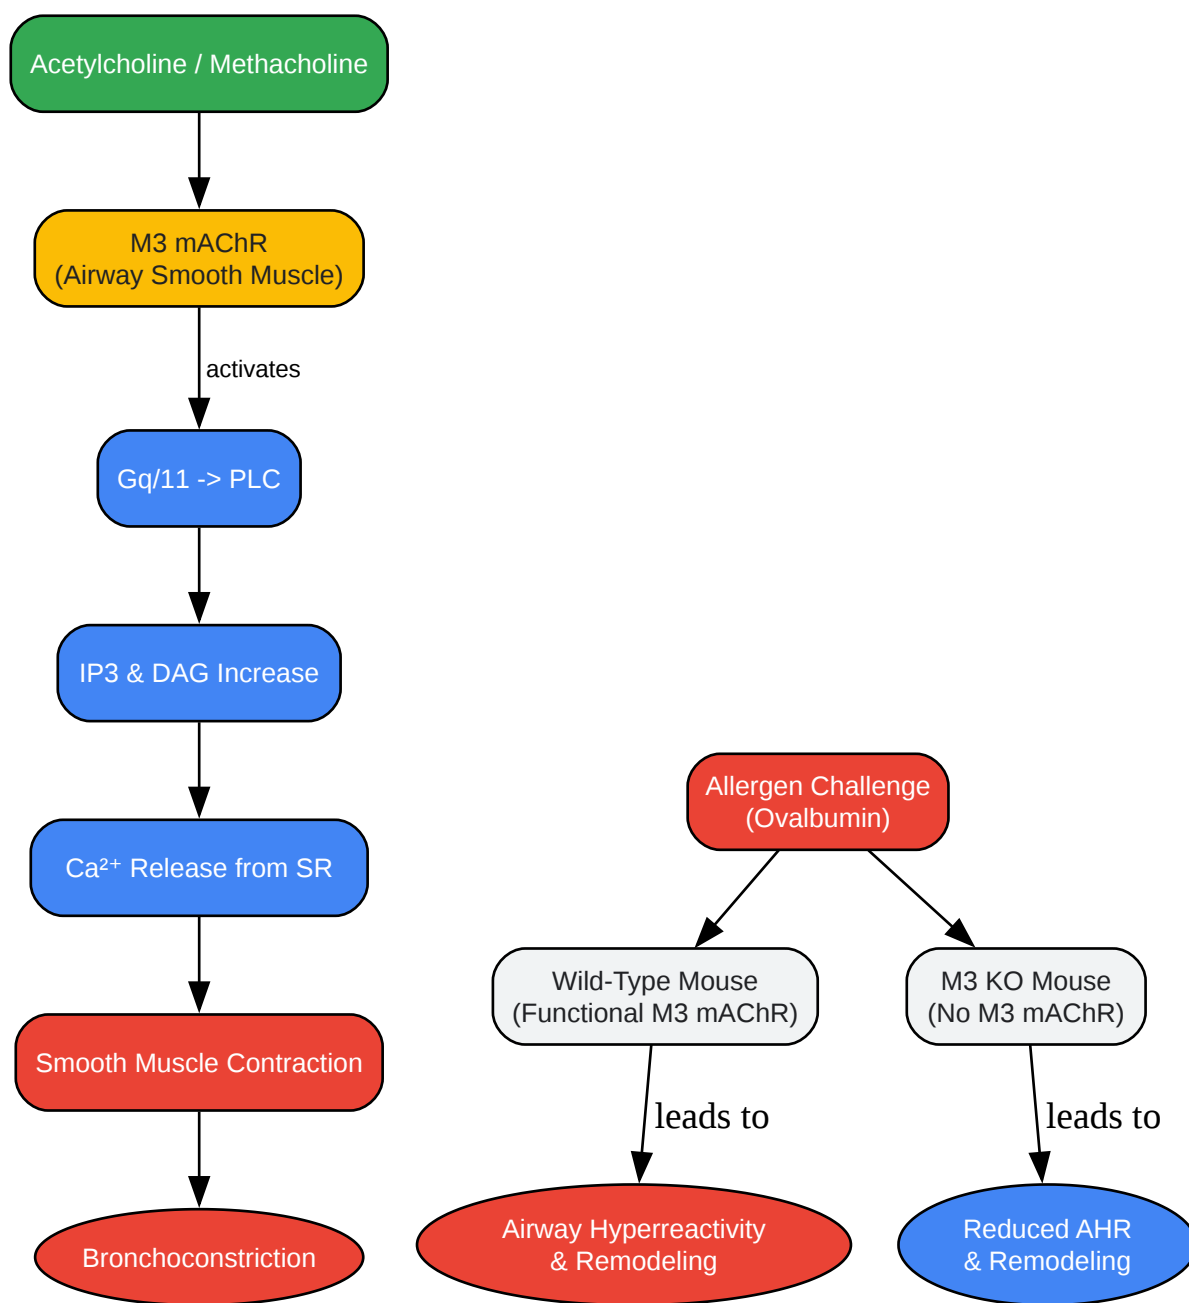 Acetylcholine / Methacholine
M3 mAChR
(Airway Smooth Muscle)
activates
Gq/11 -> PLC
IP3 & DAG Increase
Ca²⁺ Release from SR
Smooth Muscle Contraction
Bronchoconstriction
Allergen Challenge
(Ovalbumin)
Wild-Type Mouse
(Functional M3 mAChR)
M3 KO Mouse
(No M3 mAChR)
leads to
leads to
Airway Hyperreactivity
& Remodeling
Reduced AHR
& Remodeling